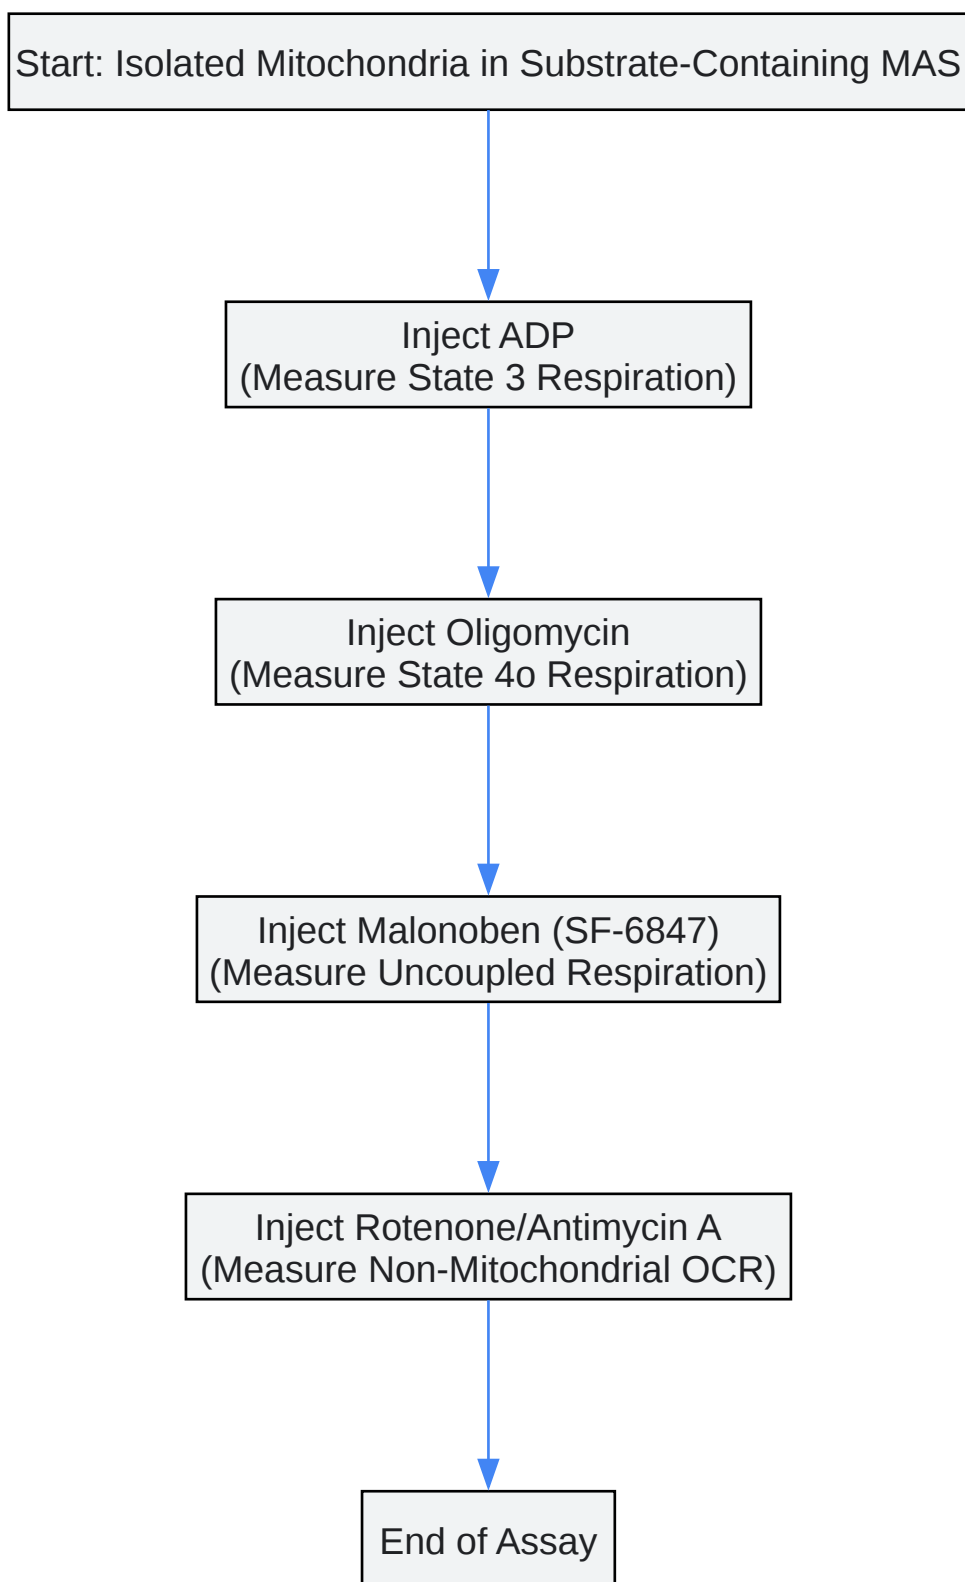 Start: Isolated Mitochondria in Substrate-Containing MAS
Inject ADP
(Measure State 3 Respiration)
Inject Oligomycin
(Measure State 4o Respiration)
Inject Malonoben (SF-6847)
(Measure Uncoupled Respiration)
Inject Rotenone/Antimycin A
(Measure Non-Mitochondrial OCR)
End of Assay